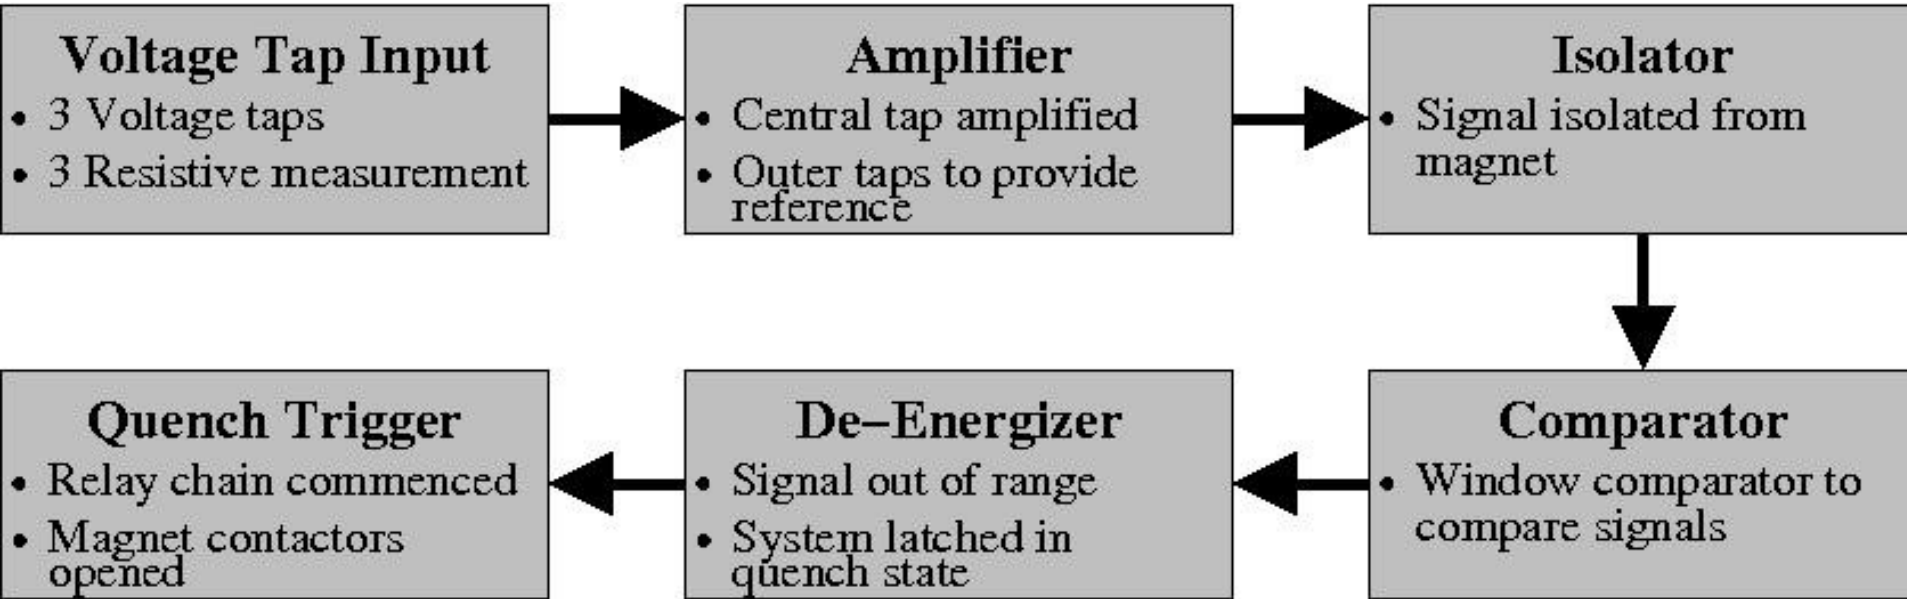 Voltage Tap Input
• 3 Voltage taps
• 3 Resistive measurement
Amplifier
• Central tap amplified
• Outer taps to provide
reference
Isolator
• Signal isolated from
magnet
Comparator
• Window comparator to
compare signals
De–Energizer
• Signal out of range
• System latched in
quench state
Quench Trigger
• Relay chain commenced
• Magnet contactors
opened